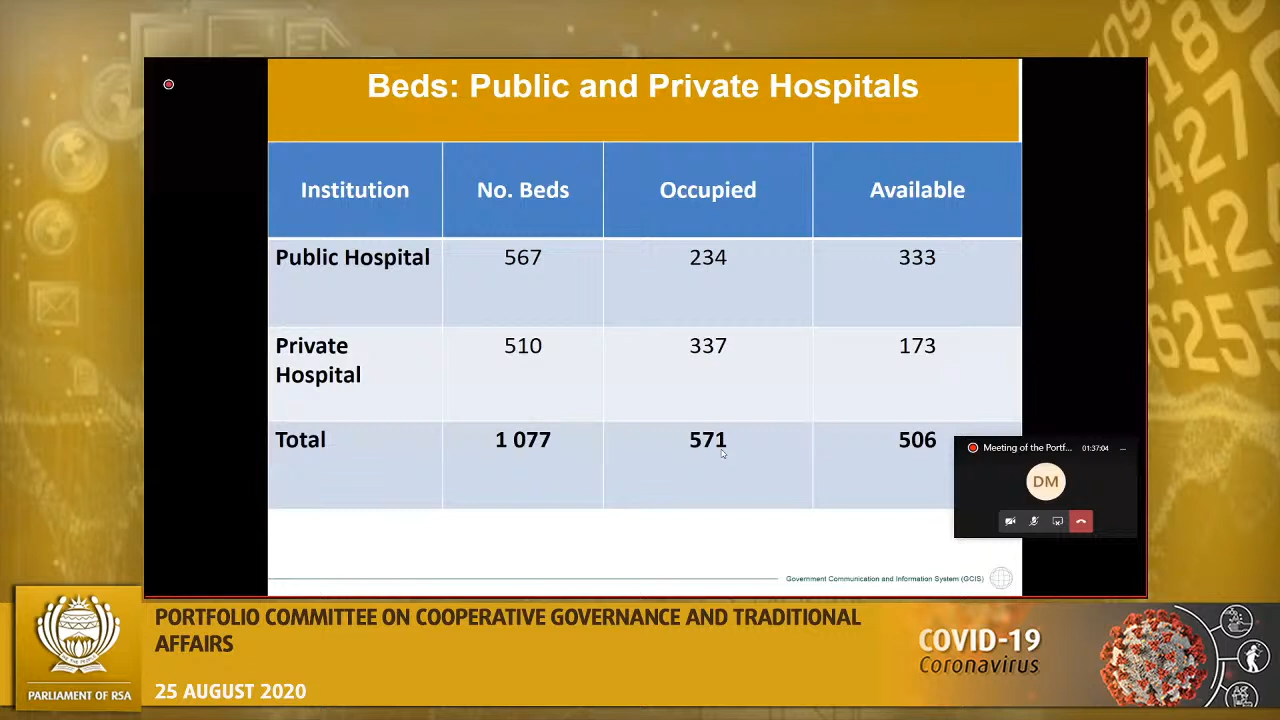 Beds: Public and Private Hospitals
Institution No. Beds Occupied Available
Public Hospital 567 234 333
Private
Hospital 510 337 173
Total 1 077 571 506
Meeting of the Portf... 01:37:04 ...
DM
Government Communication and Information System (GCIS)
PORTFOLIO COMMITTEE ON COOPERATIVE GOVERNANCE AND TRADITIONAL
AFFAIRS
25 AUGUST 2020
PARLIAMENT OF RSA
COVID-19
Coronavirus